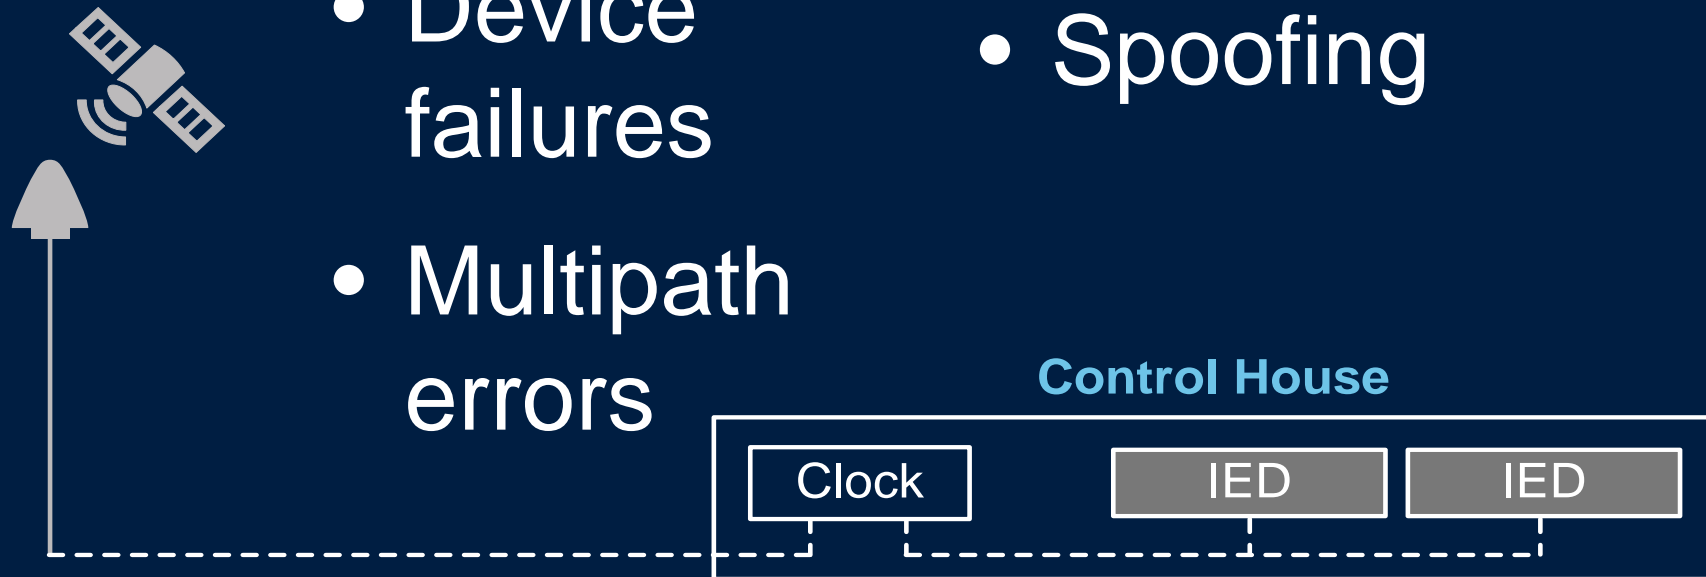 • Device
failures
• Multipath
errors
• Spoofing
Control House
Clock
IED
IED